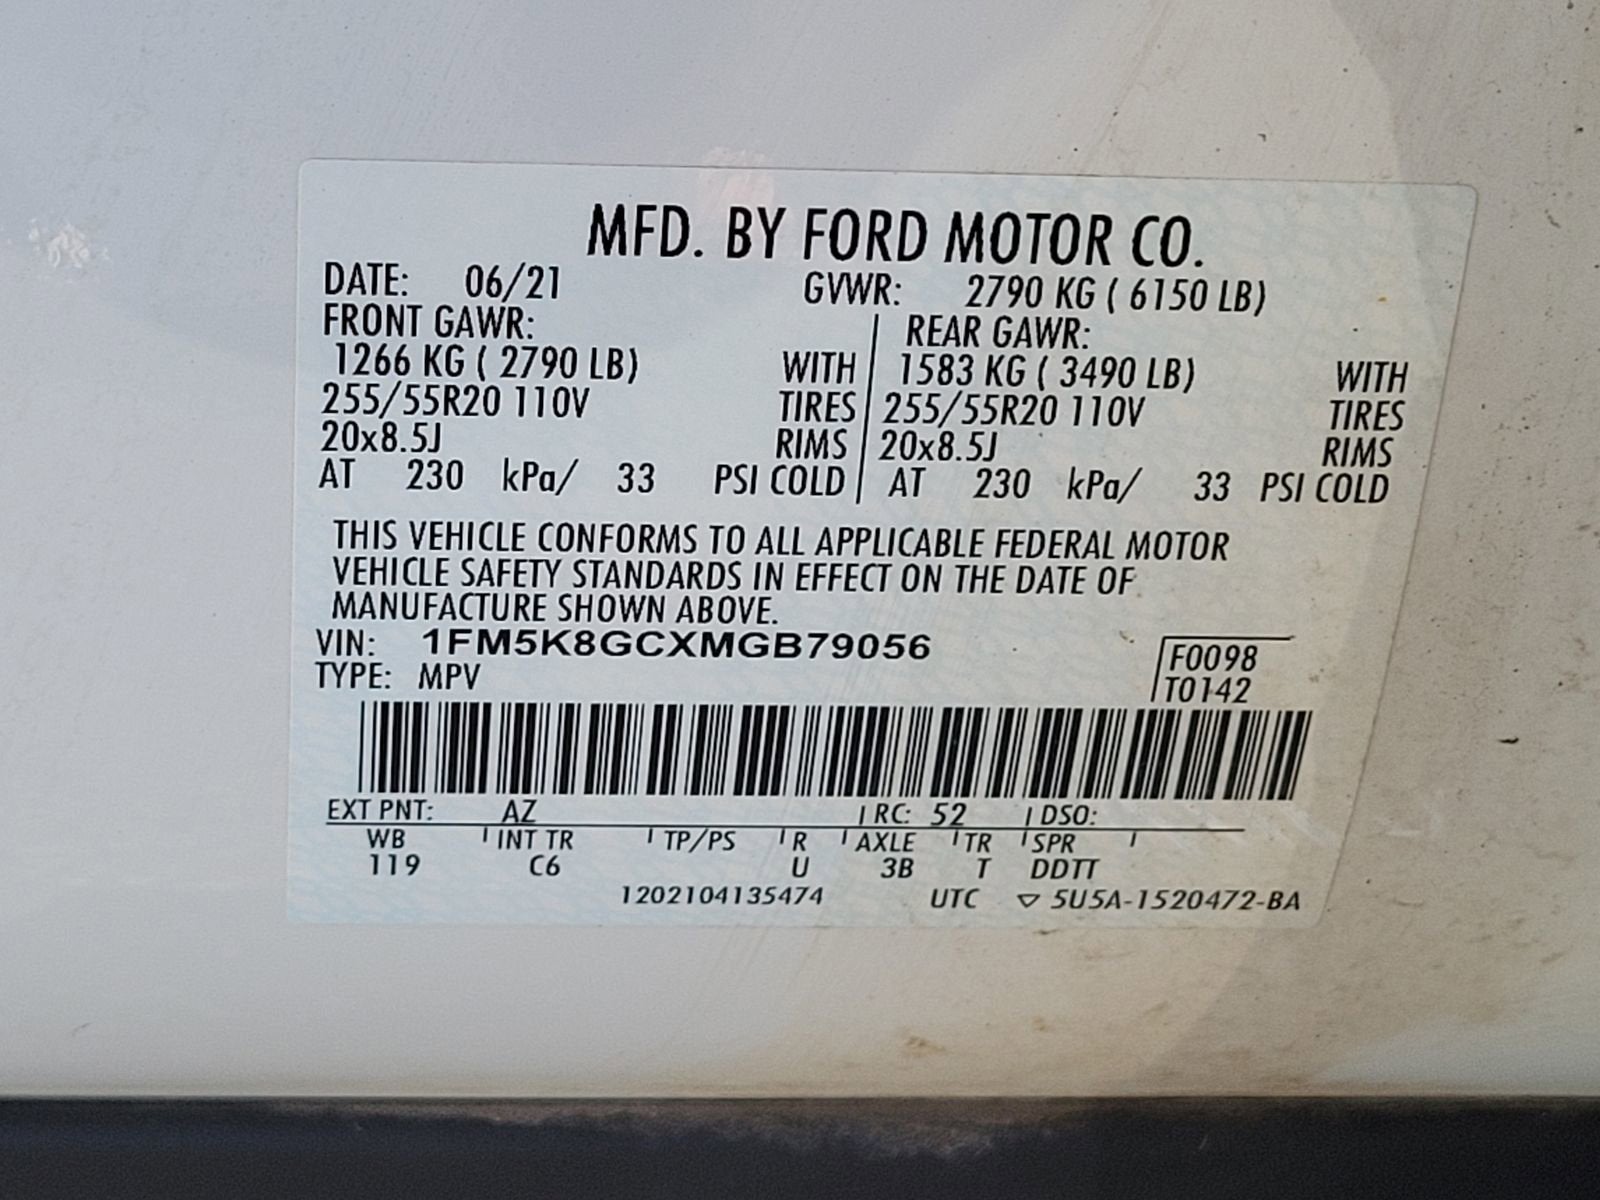 MFD. BY FORD MOTOR CO.
DATE: 06/21 GVWR: 2790 KG ( 6150 LB)
FRONT GAWR: REAR GAWR:
1266 KG ( 2790 LB) WITH 1583 KG ( 3490 LB) WITH
255/55R20 110V TIRES 255/55R20 110V TIRES
20x8.5J RIMS 20x8.5J RIMS
AT 230 kPa/ 33 PSI COLD AT 230 kPa/ 33 PSI COLD
THIS VEHICLE CONFORMS TO ALL APPLICABLE FEDERAL MOTOR
VEHICLE SAFETY STANDARDS IN EFFECT ON THE DATE OF
MANUFACTURE SHOWN ABOVE.
VIN: 1FM5K8GCXMGB79056 F0098
TYPE: MPV T0142
EXT PNT: AZ RC: 52 DSO:
WB INT TR TP/PS R AXLE TR SPR
119 C6 U 3B T DDTT
1202104135474 UTC ▽ 5U5A-1520472-BA